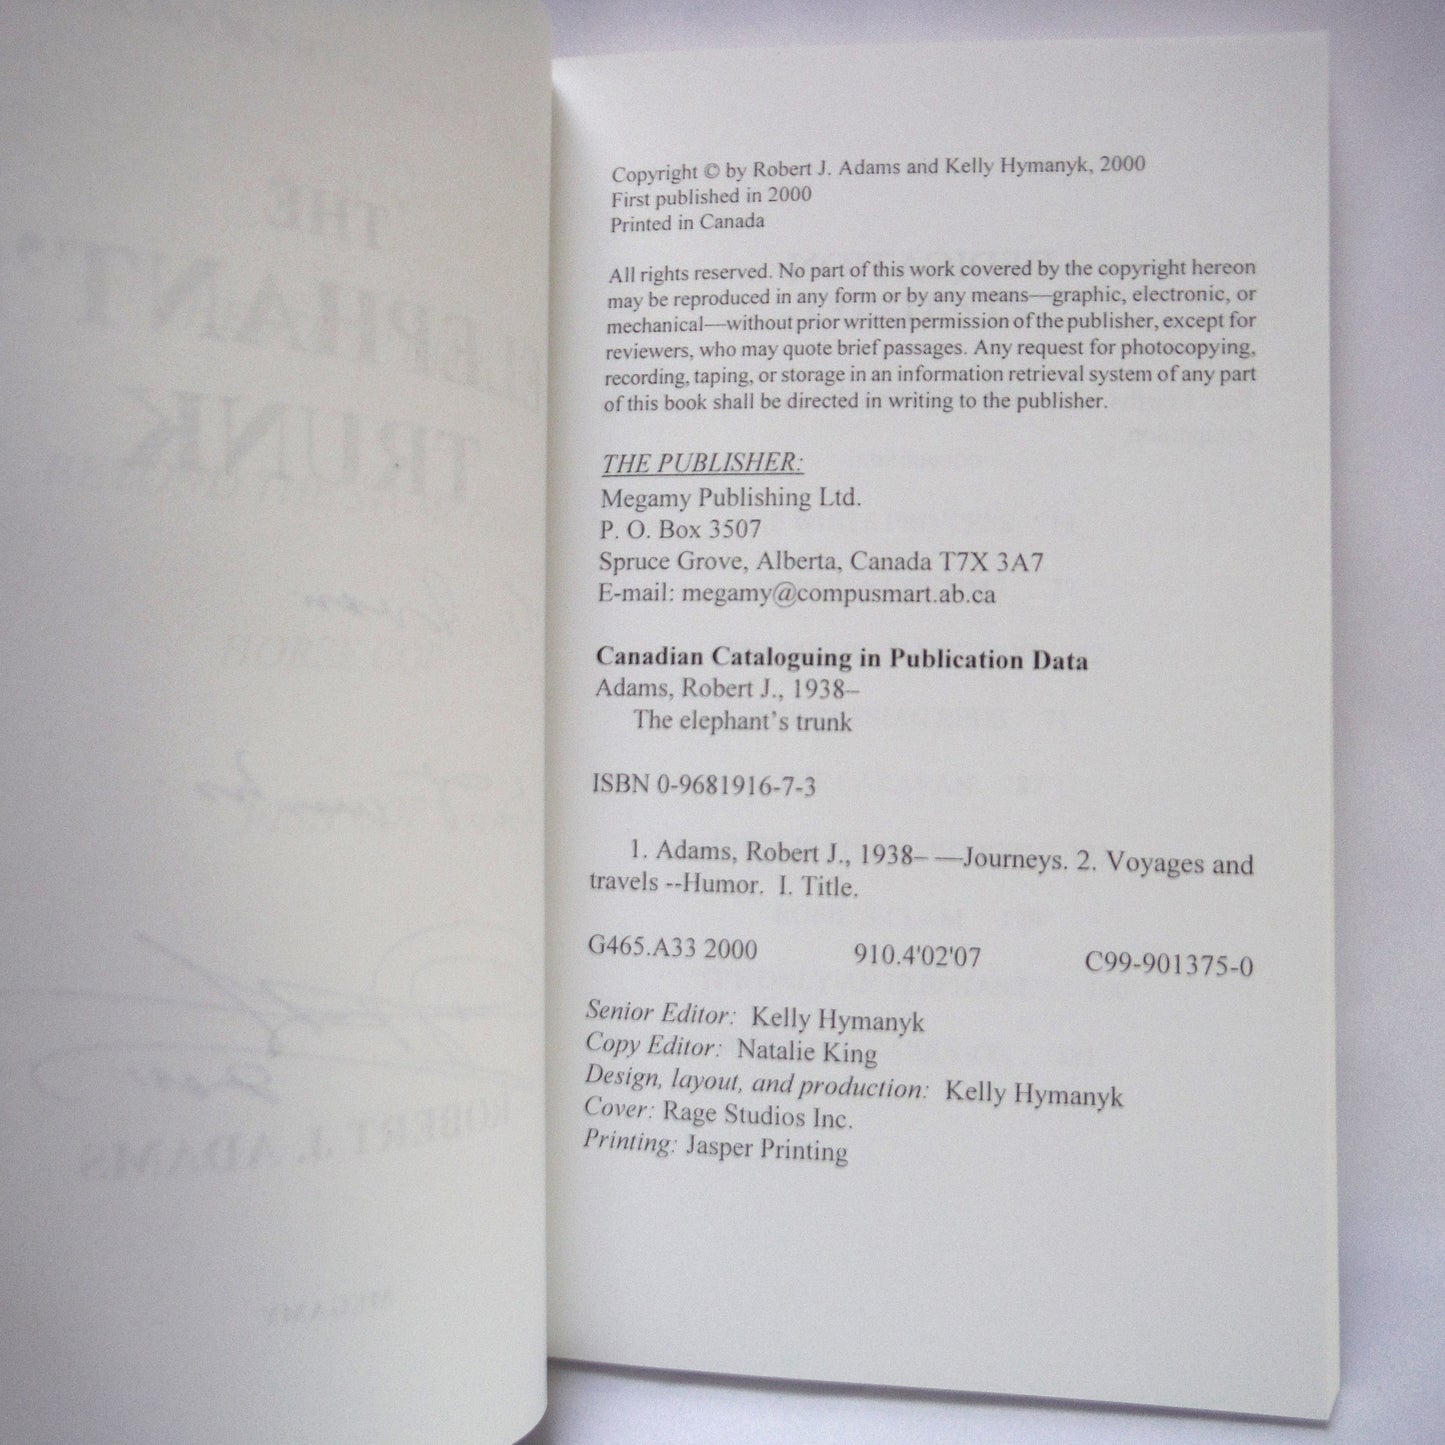 THE
TRUNK
ROBERT J. ADAMS
MEGAMY
Copyright © by Robert J. Adams and Kelly Hymanyk, 2000
First published in 2000
Printed in Canada
All rights reserved. No part of this work covered by the copyright hereon
may be reproduced in any form or by any means—graphic, electronic, or
mechanical—without prior written permission of the publisher, except for
reviewers, who may quote brief passages. Any request for photocopying,
recording, taping, or storage in an information retrieval system of any part
of this book shall be directed in writing to the publisher.
THE PUBLISHER:
Megamy Publishing Ltd.
P. O. Box 3507
Spruce Grove, Alberta, Canada T7X 3A7
E-mail: megamy@compusmart.ab.ca
Canadian Cataloguing in Publication Data
Adams, Robert J., 1938–
The elephant's trunk
ISBN 0-9681916-7-3
1. Adams, Robert J., 1938– —Journeys. 2. Voyages and
travels --Humor. I. Title.
G465.A33 2000 910.4'02'07 C99-901375-0
Senior Editor: Kelly Hymanyk
Copy Editor: Natalie King
Design, layout, and production: Kelly Hymanyk
Cover: Rage Studios Inc.
Printing: Jasper Printing